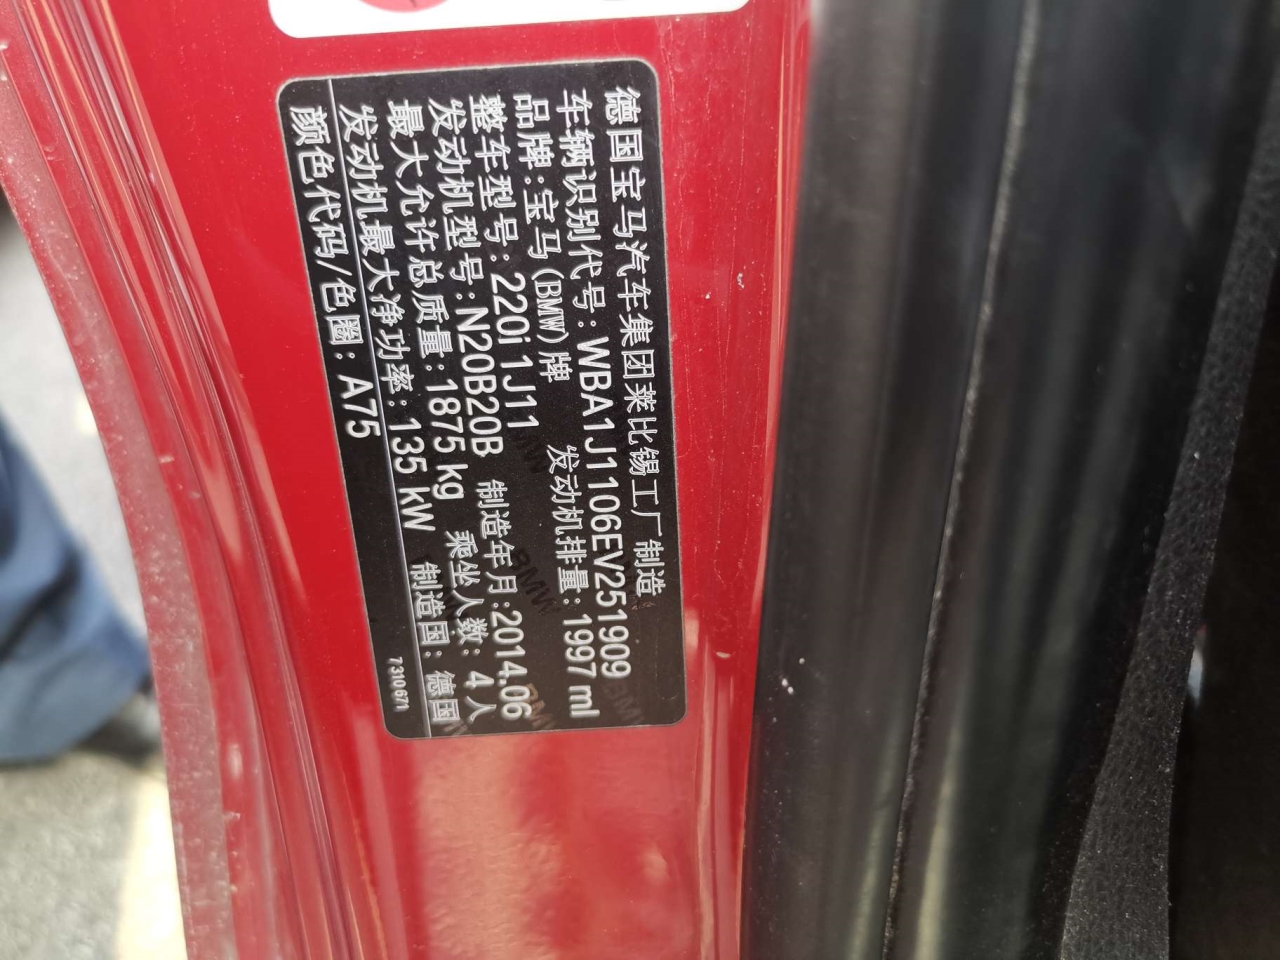 德国宝马汽车集团莱比锡工厂制造
车辆识别代号: WBA1J1106EV251909
品牌: 宝马(BMW)牌 发动机排量: 1997 ml
整车型号: 220i 1J11
发动机型号: N20B20B 制造年月: 2014.06
最大允许总质量: 1875 kg 乘坐人数: 4人
发动机最大净功率: 135 kW 制造国: 德国
颜色代码/色圈: A75
7310671